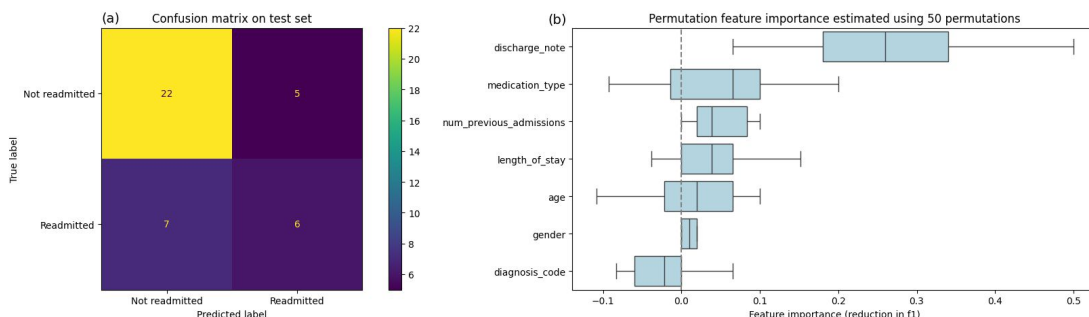 (a) Confusion matrix on test set
True label
Not readmitted
Readmitted
22
5
7
6
Not readmitted
Readmitted
Predicted label
22
20
18
16
14
12
10
8
6
(b) Permutation feature importance estimated using 50 permutations
discharge_note
medication_type
num_previous_admissions
length_of_stay
age
gender
diagnosis_code
−0.1
0.0
0.1
0.2
0.3
0.4
0.5
Feature importance (reduction in f1)